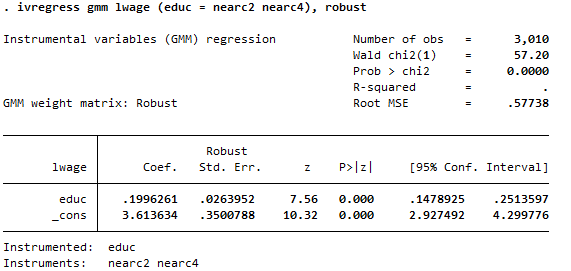 . ivregress gmm lwage (educ = nearc2 nearc4), robust
Instrumental variables (GMM) regression Number of obs = 3,010
Wald chi2(1) = 57.20
Prob > chi2 = 0.0000
R-squared = .
GMM weight matrix: Robust Root MSE = .57738
Robust
lwage Coef. Std. Err. z P>|z| [95% Conf. Interval]
educ .1996261 .0263952 7.56 0.000 .1478925 .2513597
_cons 3.613634 .3500788 10.32 0.000 2.927492 4.299776
Instrumented: educ
Instruments: nearc2 nearc4